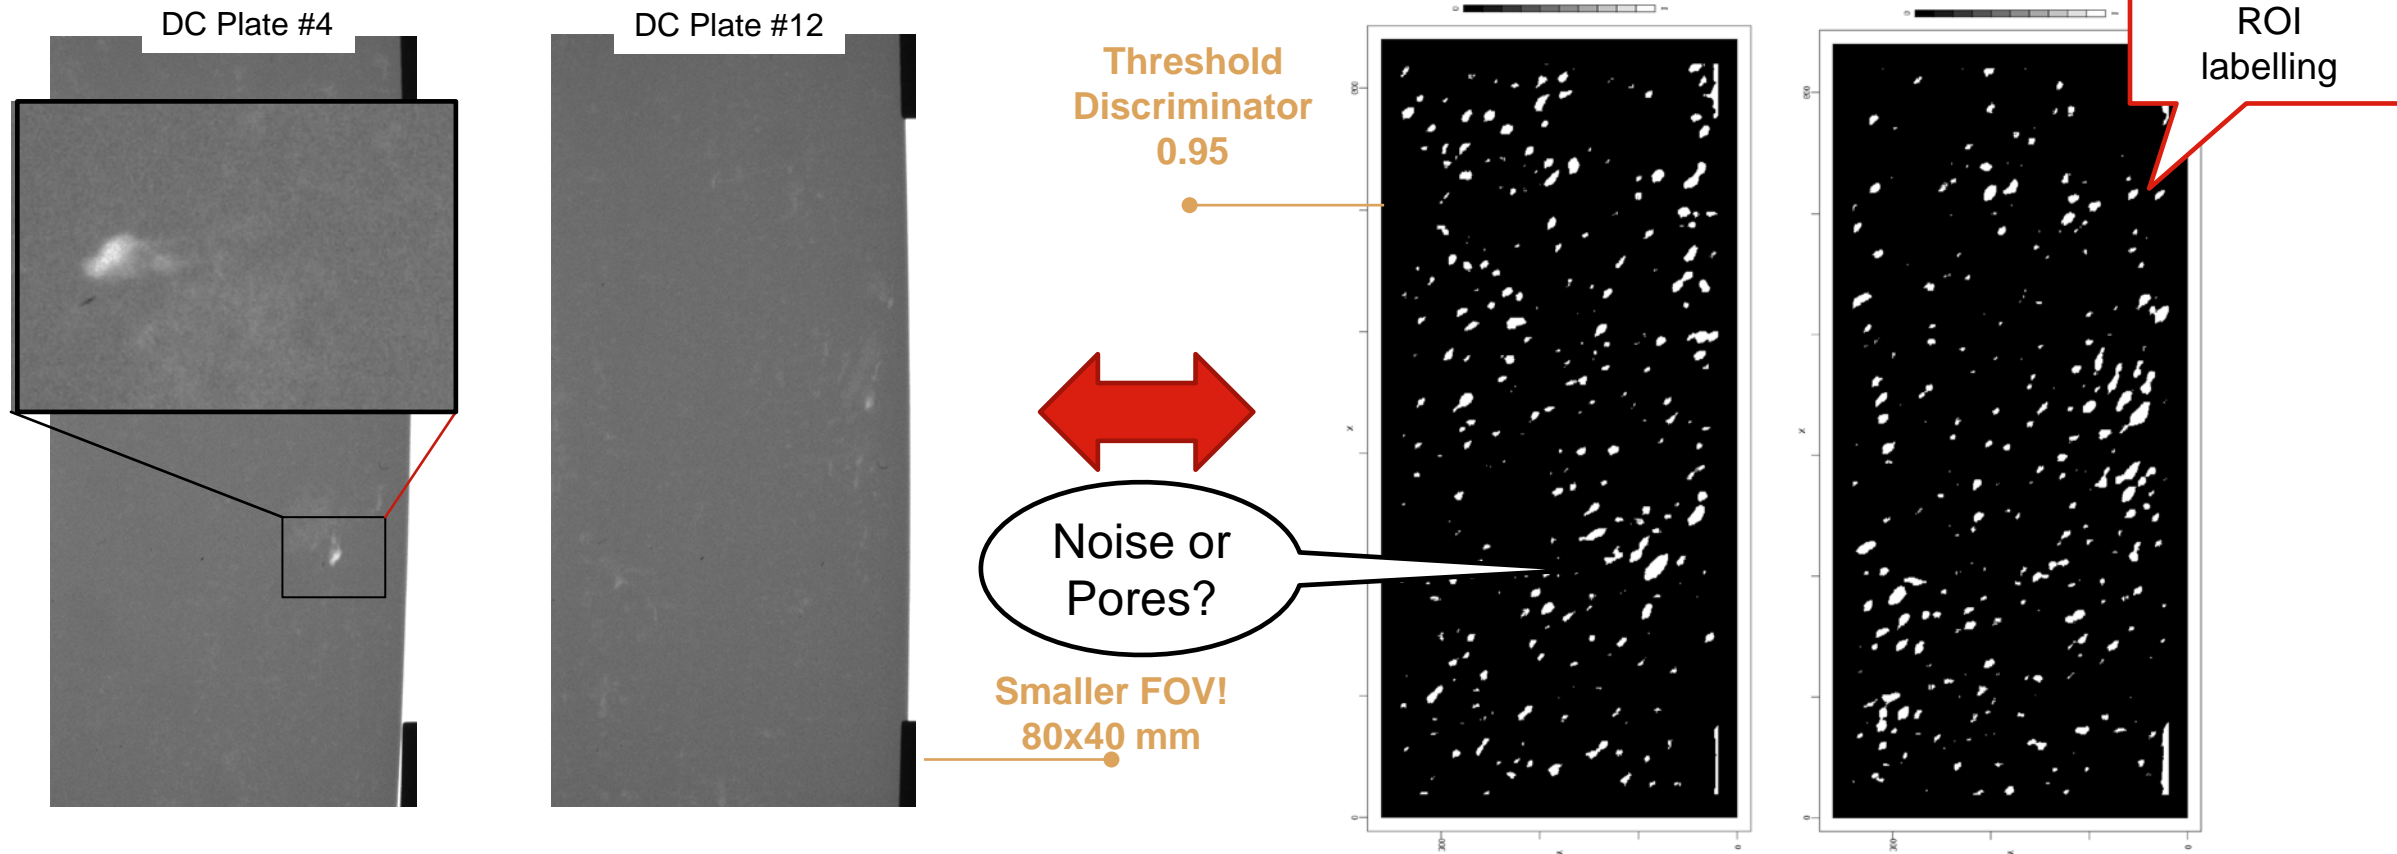 DC Plate #4
DC Plate #12
Threshold
Discriminator
0.95
ROI
labelling
Noise or
Pores?
Smaller FOV!
80x40 mm